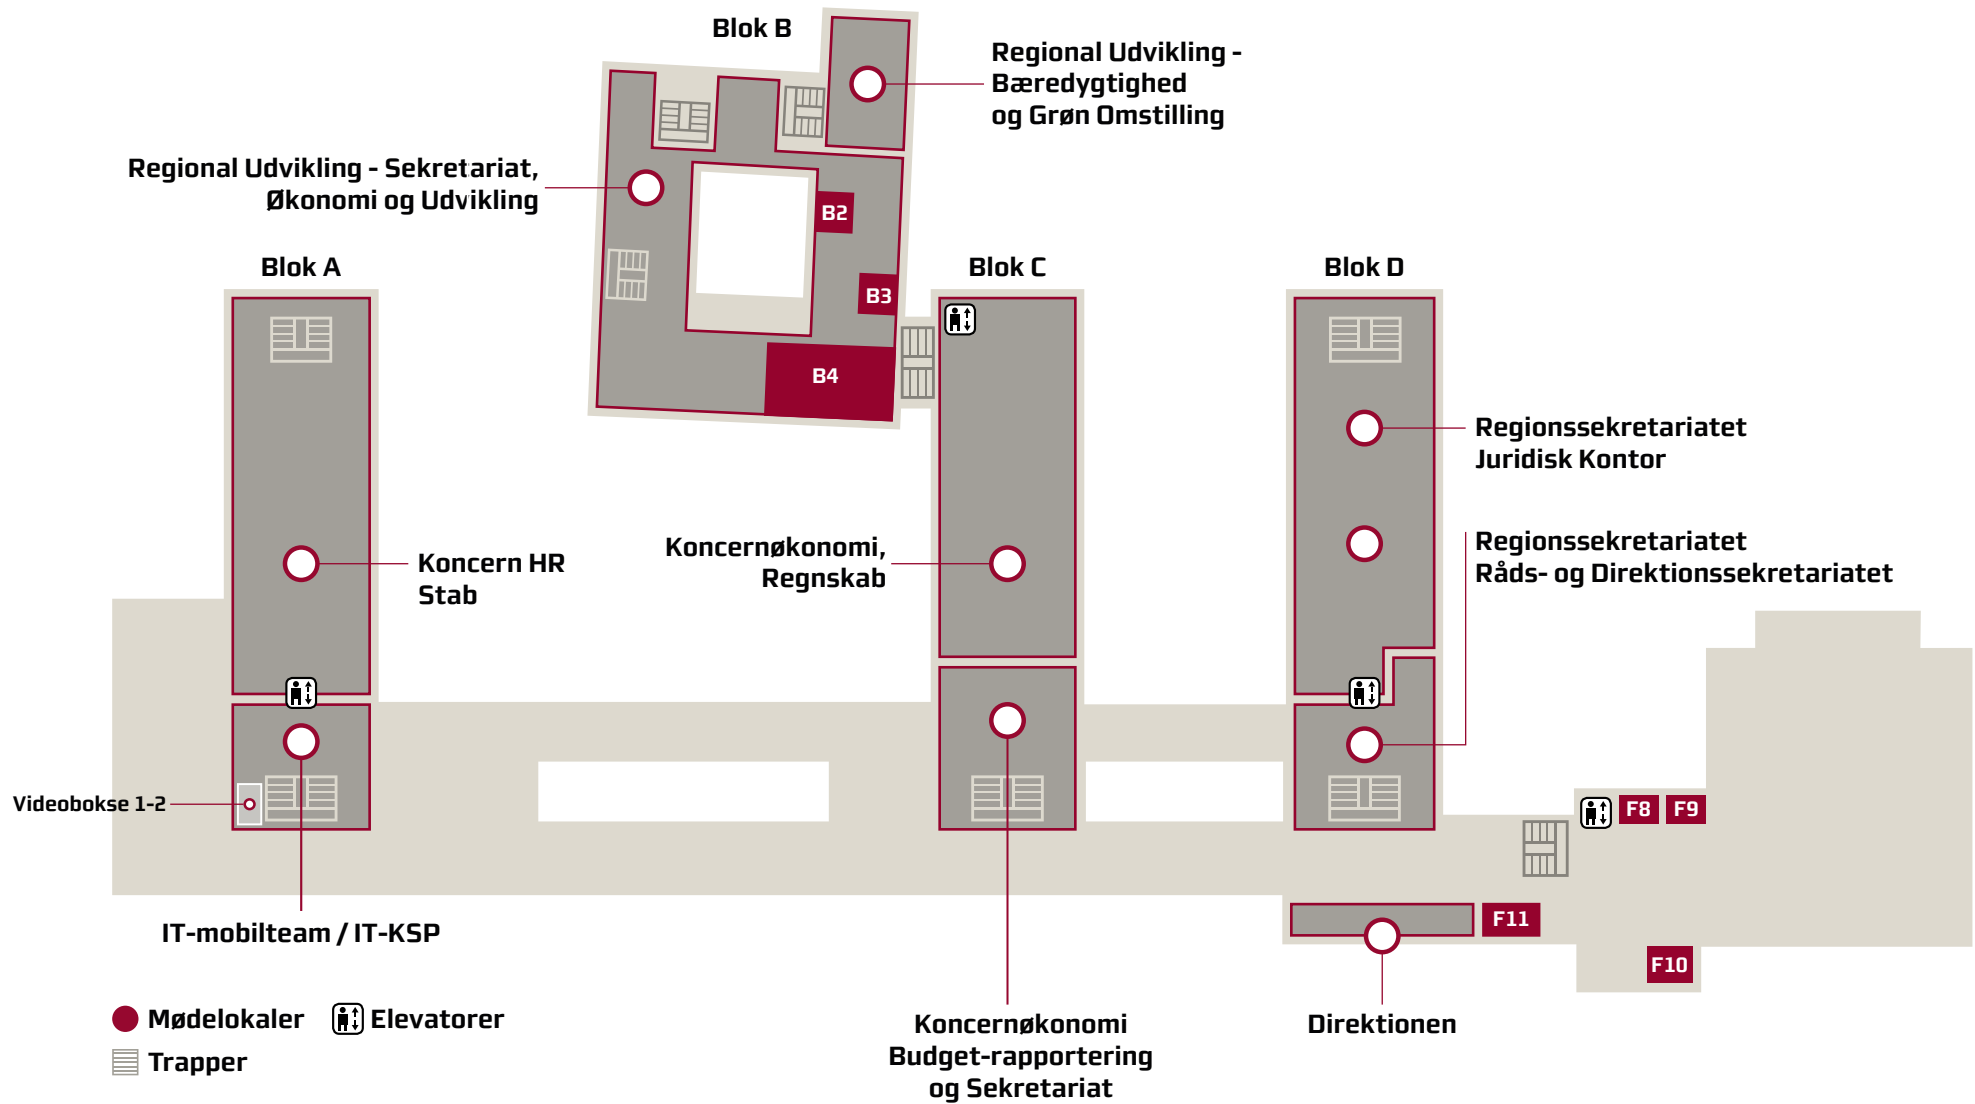 Blok B
Regional Udvikling -
Bæredygtighed
og Grøn Omstilling
Regional Udvikling - Sekretariat,
Økonomi og Udvikling
B2
B3
B4
Blok A
Blok C
Blok D
Regionssekretariatet
Juridisk Kontor
Koncern HR
Stab
Koncernøkonomi,
Regnskab
Regionssekretariatet
Råds- og Direktionssekretariatet
Videobokse 1-2
F8
F9
F11
F10
IT-mobilteam / IT-KSP
Koncernøkonomi
Budget-rapportering
og Sekretariat
Direktionen
Mødelokaler
Elevatorer
Trapper